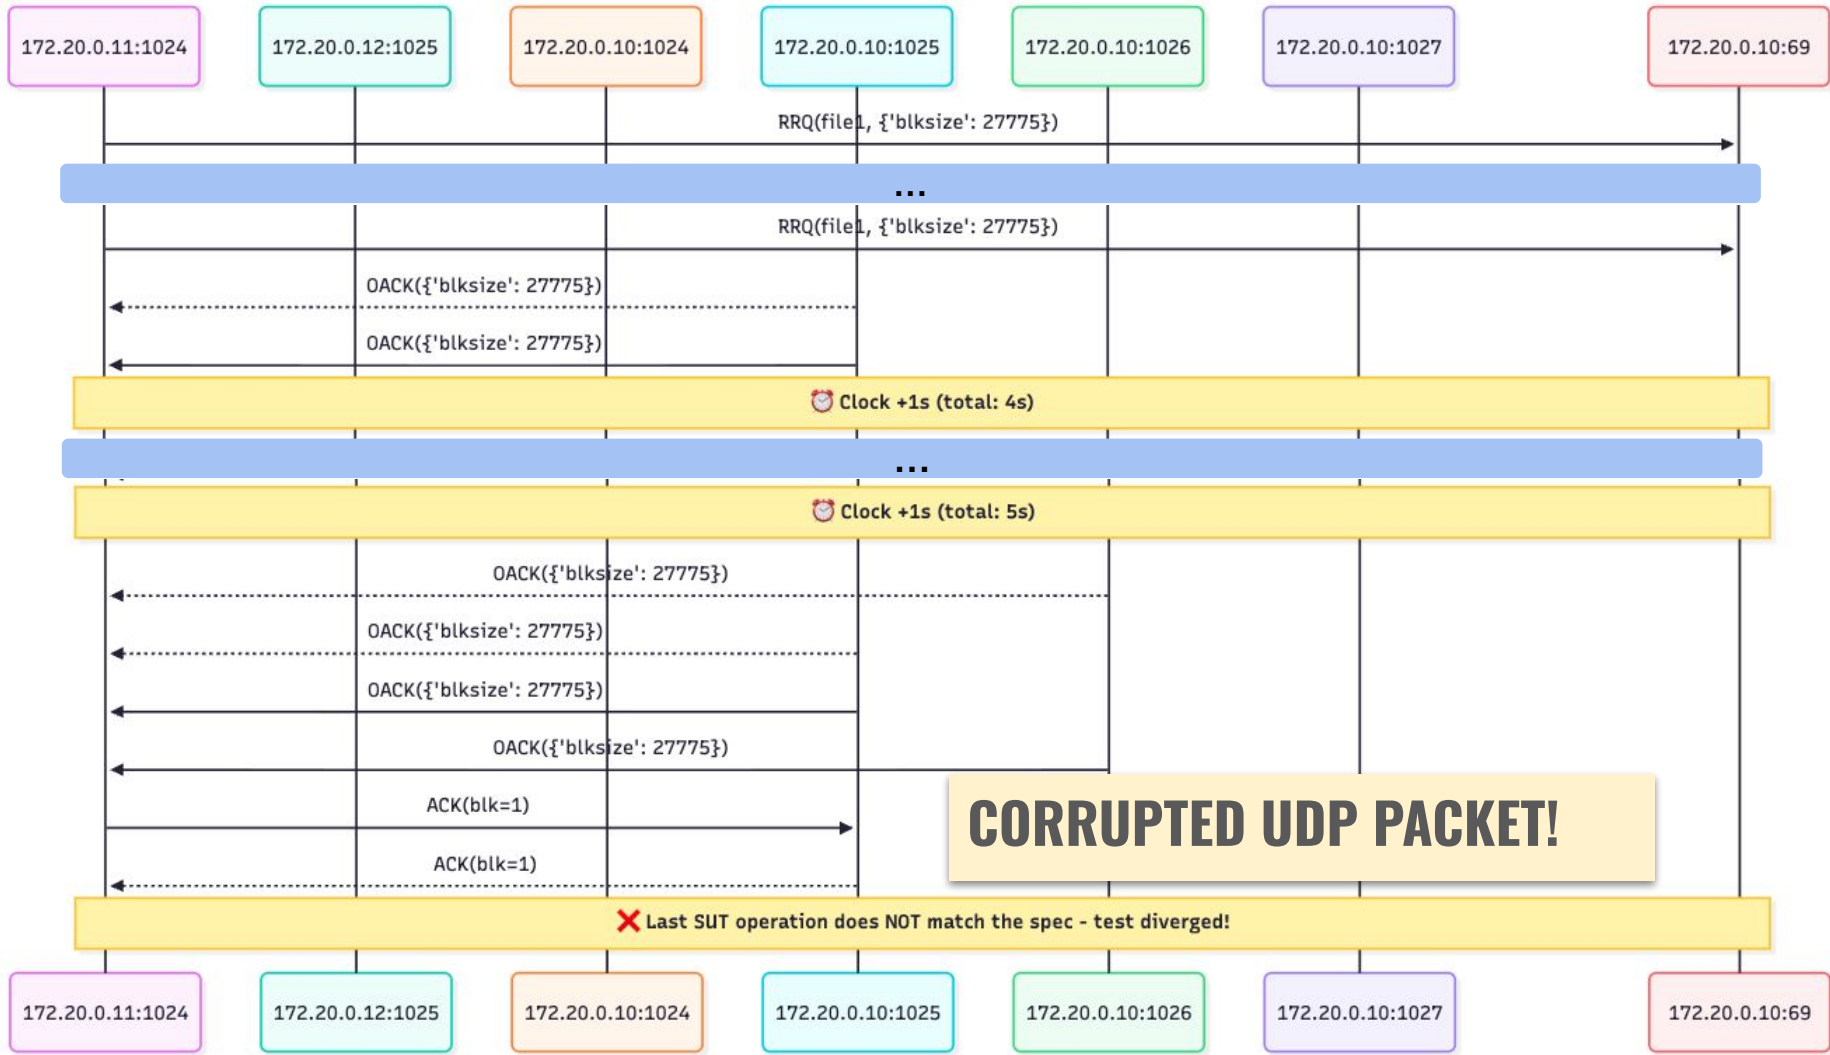 172.20.0.11:1024
172.20.0.12:1025
172.20.0.10:1024
172.20.0.10:1025
172.20.0.10:1026
172.20.0.10:1027
172.20.0.10:69
RRQ(file1, {'blksize': 27775})
...
RRQ(file1, {'blksize': 27775})
OACK({'blksize': 27775})
OACK({'blksize': 27775})
⏰ Clock +1s (total: 4s)
...
⏰ Clock +1s (total: 5s)
OACK({'blksize': 27775})
OACK({'blksize': 27775})
OACK({'blksize': 27775})
OACK({'blksize': 27775})
ACK(blk=1)
CORRUPTED UDP PACKET!
ACK(blk=1)
❌ Last SUT operation does NOT match the spec - test diverged!
172.20.0.11:1024
172.20.0.12:1025
172.20.0.10:1024
172.20.0.10:1025
172.20.0.10:1026
172.20.0.10:1027
172.20.0.10:69